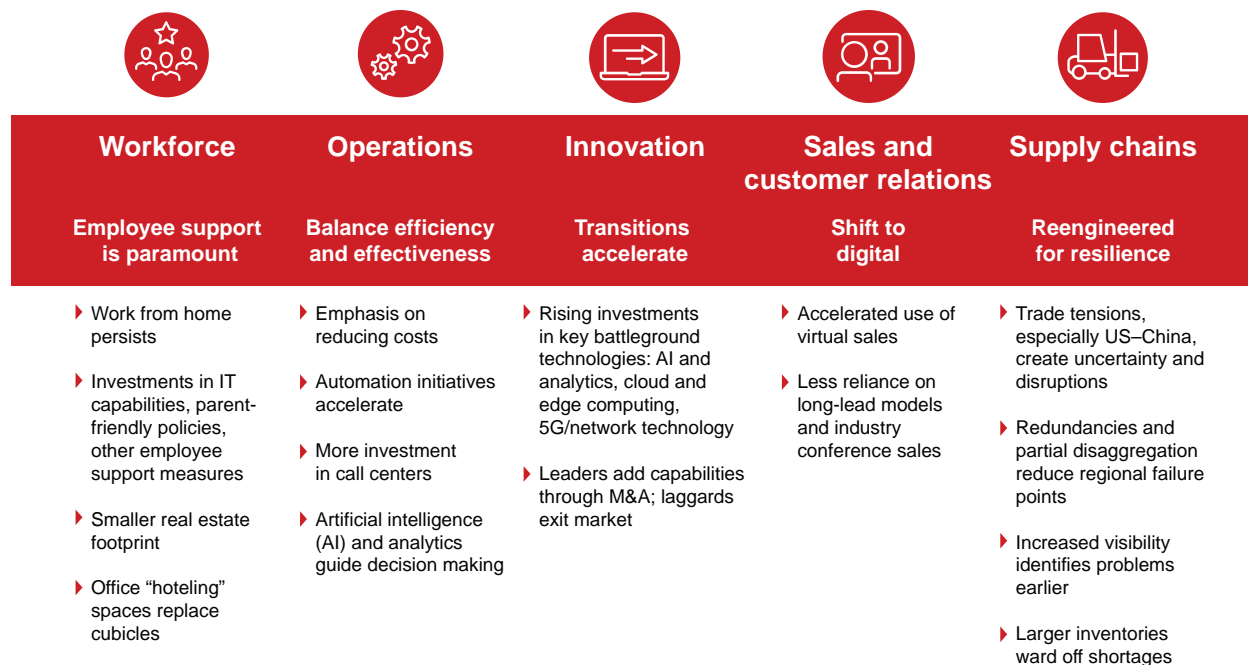 Workforce
Employee support
is paramount
Work from home
persists
Investments in IT
capabilities, parent-
friendly policies,
other employee
support measures
Smaller real estate
footprint
Office “hoteling”
spaces replace
cubicles
Operations
Balance efficiency
and effectiveness
Emphasis on
reducing costs
Automation initiatives
accelerate
More investment
in call centers
Artificial intelligence
(AI) and analytics
guide decision making
Innovation
Transitions
accelerate
Rising investments
in key battleground
technologies: AI and
analytics, cloud and
edge computing,
5G/network technology
Leaders add capabilities
through M&A; laggards
exit market
Sales and
customer relations
Shift to
digital
Accelerated use of
virtual sales
Less reliance on
long-lead models
and industry
conference sales
Supply chains
Reengineered
for resilience
Trade tensions,
especially US–China,
create uncertainty and
disruptions
Redundancies and
partial disaggregation
reduce regional failure
points
Increased visibility
identifies problems
earlier
Larger inventories
ward off shortages